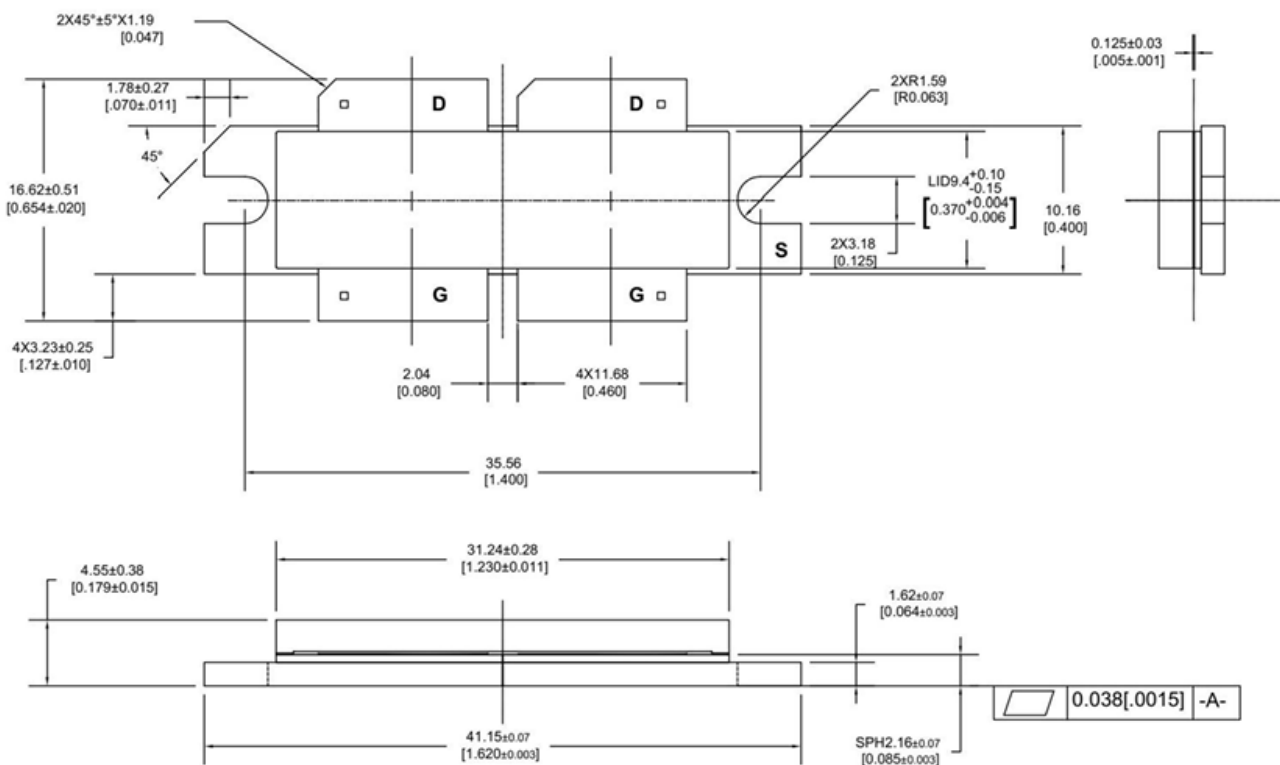 2X45°±5°X1.19
[0.047]
1.78±0.27
[.070±.011]
D
D
2XR1.59
[R0.063]
0.125±0.03
[.005±.001]
45°
16.62±0.51
[0.654±.020]
LID9.4+0.10
-0.15
[0.370+0.004
-0.006]
10.16
[0.400]
2X3.18
[0.125]
S
G
G
4X3.23±0.25
[.127±.010]
2.04
[0.080]
4X11.68
[0.460]
35.56
[1.400]
31.24±0.28
[1.230±0.011]
4.55±0.38
[0.179±0.015]
1.62±0.07
[0.064±0.003]
0.038[.0015]
-A-
41.15±0.07
[1.620±0.003]
SPH2.16±0.07
[0.085±0.003]